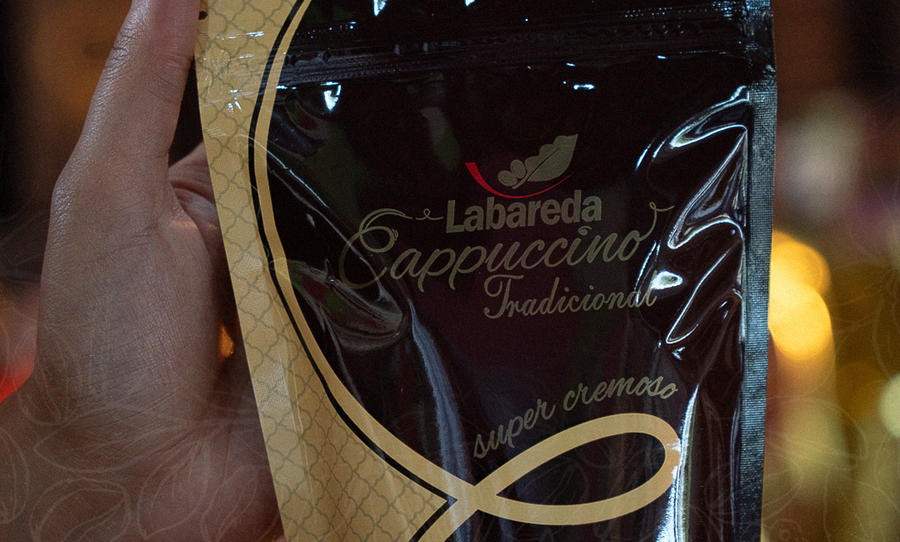 Labareda
Cappuccino
Tradicional
super cremoso